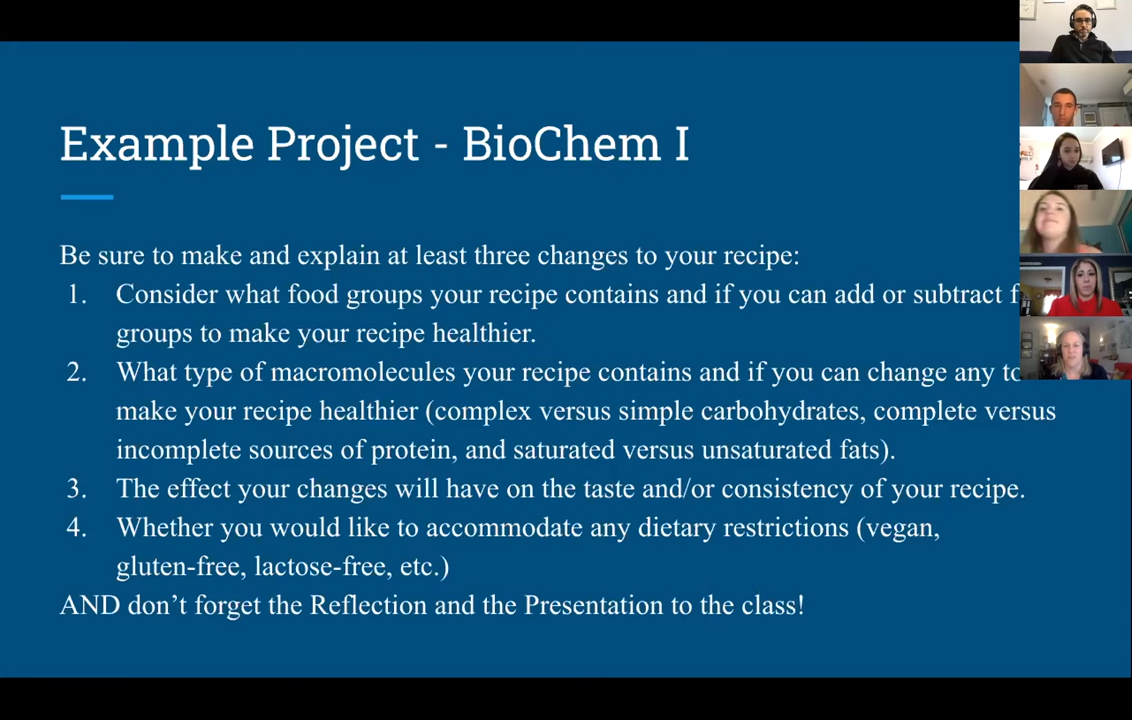 Example Project - BioChem I
Be sure to make and explain at least three changes to your recipe:
1. Consider what food groups your recipe contains and if you can add or subtract
groups to make your recipe healthier.
2. What type of macromolecules your recipe contains and if you can change any to
make your recipe healthier (complex versus simple carbohydrates, complete versus
incomplete sources of protein, and saturated versus unsaturated fats).
3. The effect your changes will have on the taste and/or consistency of your recipe.
4. Whether you would like to accommodate any dietary restrictions (vegan,
gluten-free, lactose-free, etc.)
AND don’t forget the Reflection and the Presentation to the class!